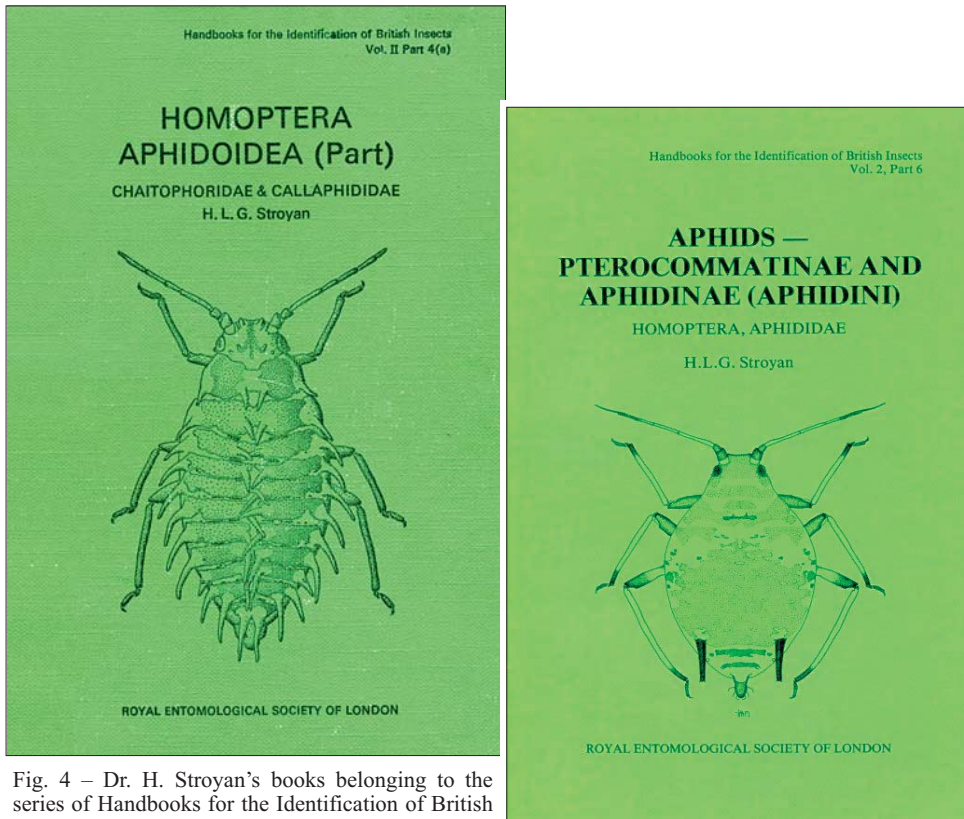 Handbooks for the Identification of British Insects
Vol. II Part 4(a)
HOMOPTERA
APHIDOIDEA (Part)
CHAITOPHORIDAE & CALLAPHIDIDAE
H. L. G. Stroyan
ROYAL ENTOMOLOGICAL SOCIETY OF LONDON
Handbooks for the Identification of British Insects
Vol. 2, Part 6
APHIDS —
PTEROCOMMATINAE AND
APHIDINAE (APHIDINI)
HOMOPTERA, APHIDIDAE
H.L.G. Stroyan
ROYAL ENTOMOLOGICAL SOCIETY OF LONDON
Fig. 4 – Dr. H. Stroyan's books belonging to the
series of Handbooks for the Identification of British